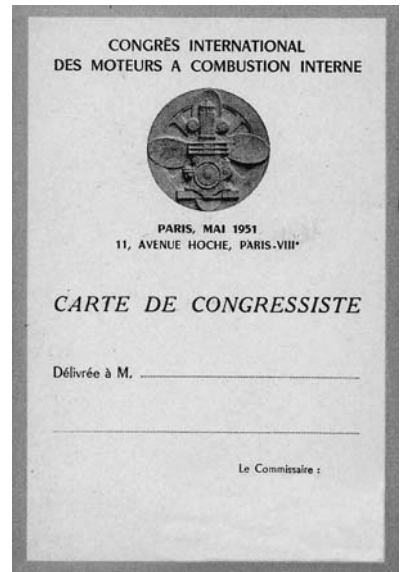 CONGRÈS INTERNATIONAL
DES MOTEURS A COMBUSTION INTERNE
PARIS, MAI 1951
11, AVENUE HOCHE, PARIS-VIIIᵉ
CARTE DE CONGRESSISTE
Délivrée à M.
Le Commissaire :